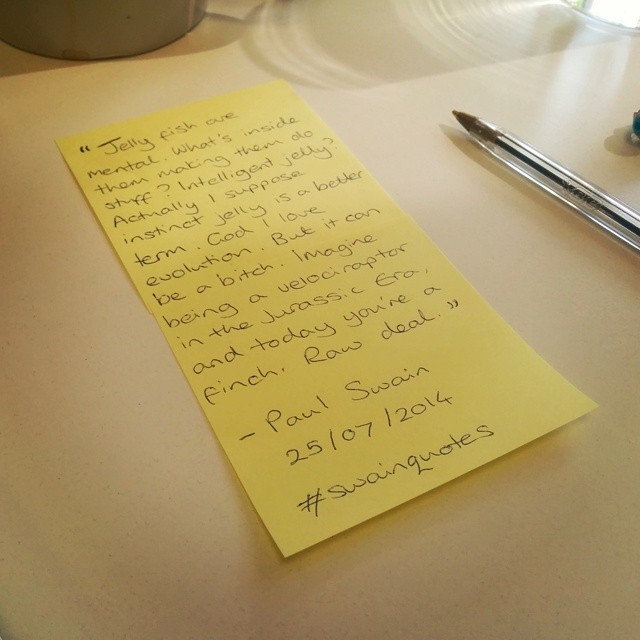 "Jelly fish are
mental. What's inside
them making them do
stuff? Intelligent jelly?
Actually I suppose
instinct jelly is a better
term. God I love
evolution. But it can
be a bitch. Imagine
being a velociraptor
in the Jurassic Era,
and today you're a
finch. Raw deal."
- Paul Swain
25/07/2014
#swainquotes